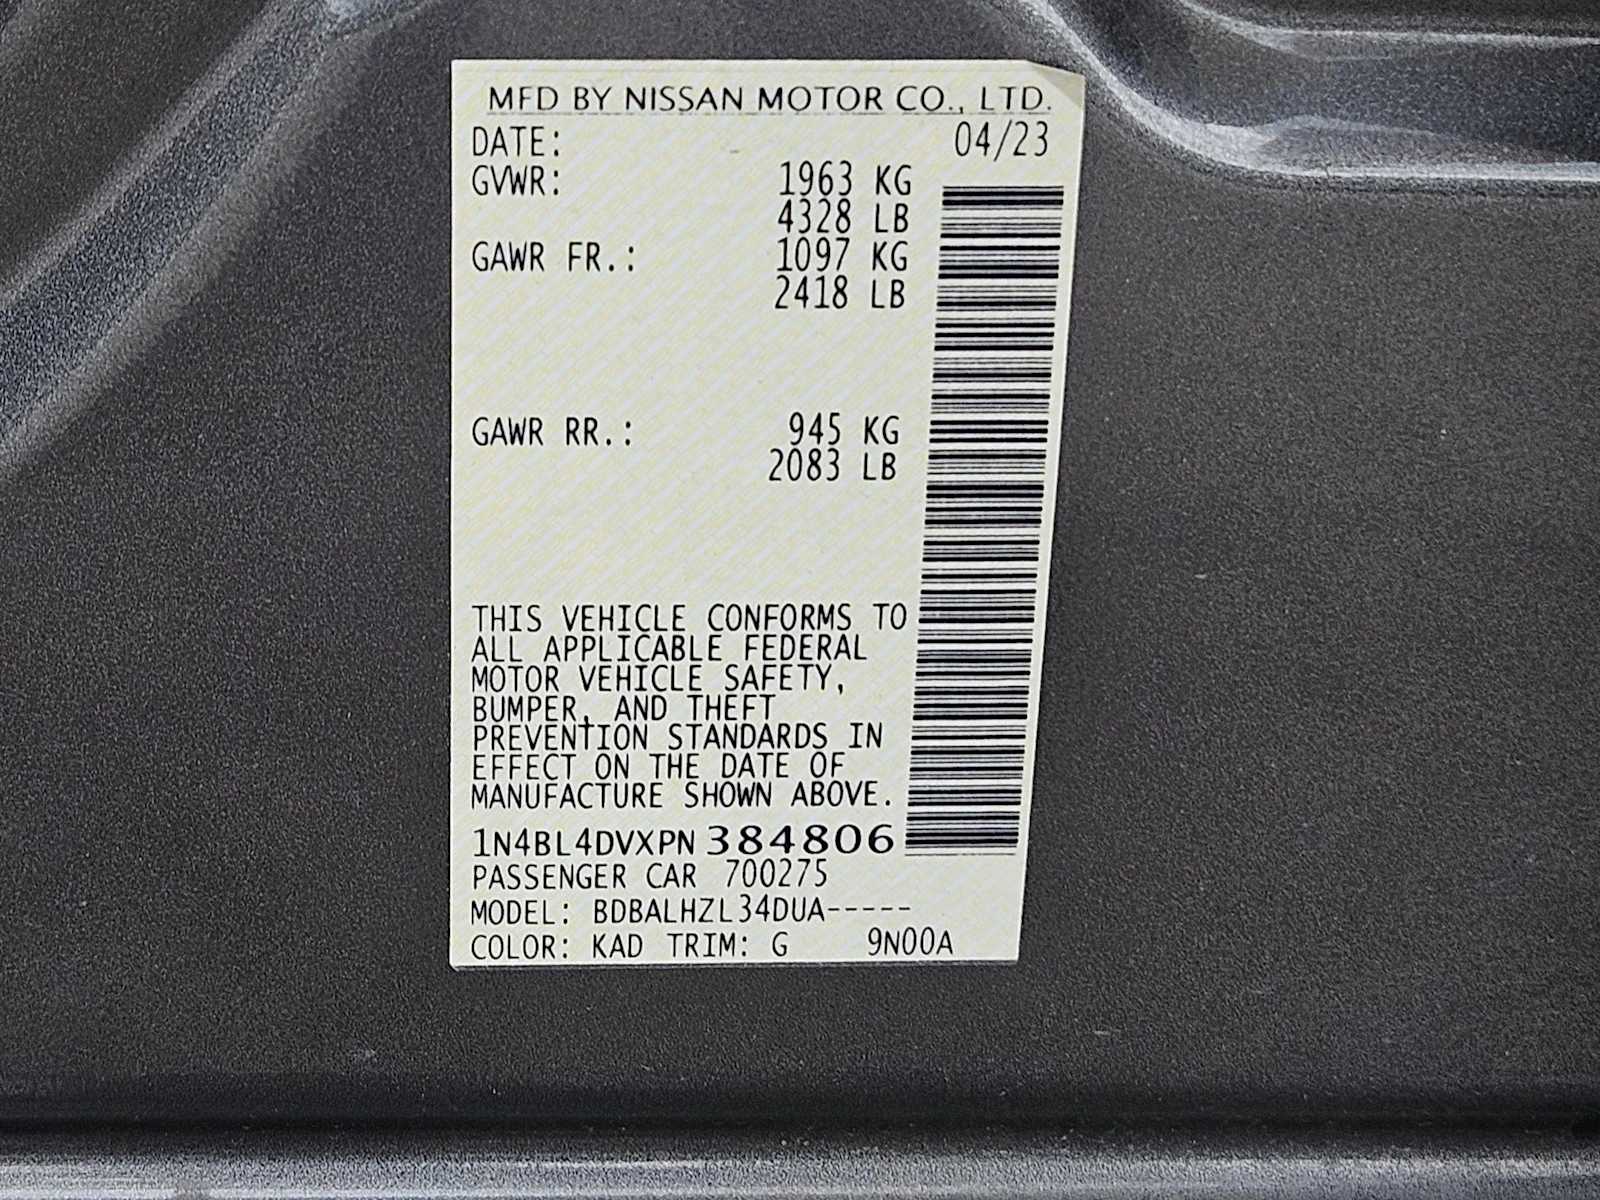 MFD BY NISSAN MOTOR CO., LTD.
DATE: 04/23
GVWR: 1963 KG
4328 LB
GAWR FR.: 1097 KG
2418 LB
GAWR RR.: 945 KG
2083 LB
THIS VEHICLE CONFORMS TO
ALL APPLICABLE FEDERAL
MOTOR VEHICLE SAFETY,
BUMPER, AND THEFT
PREVENTION STANDARDS IN
EFFECT ON THE DATE OF
MANUFACTURE SHOWN ABOVE.
1N4BL4DVXPN384806
PASSENGER CAR 700275
MODEL: BDBALHZL34DUA-----
COLOR: KAD TRIM: G 9N00A